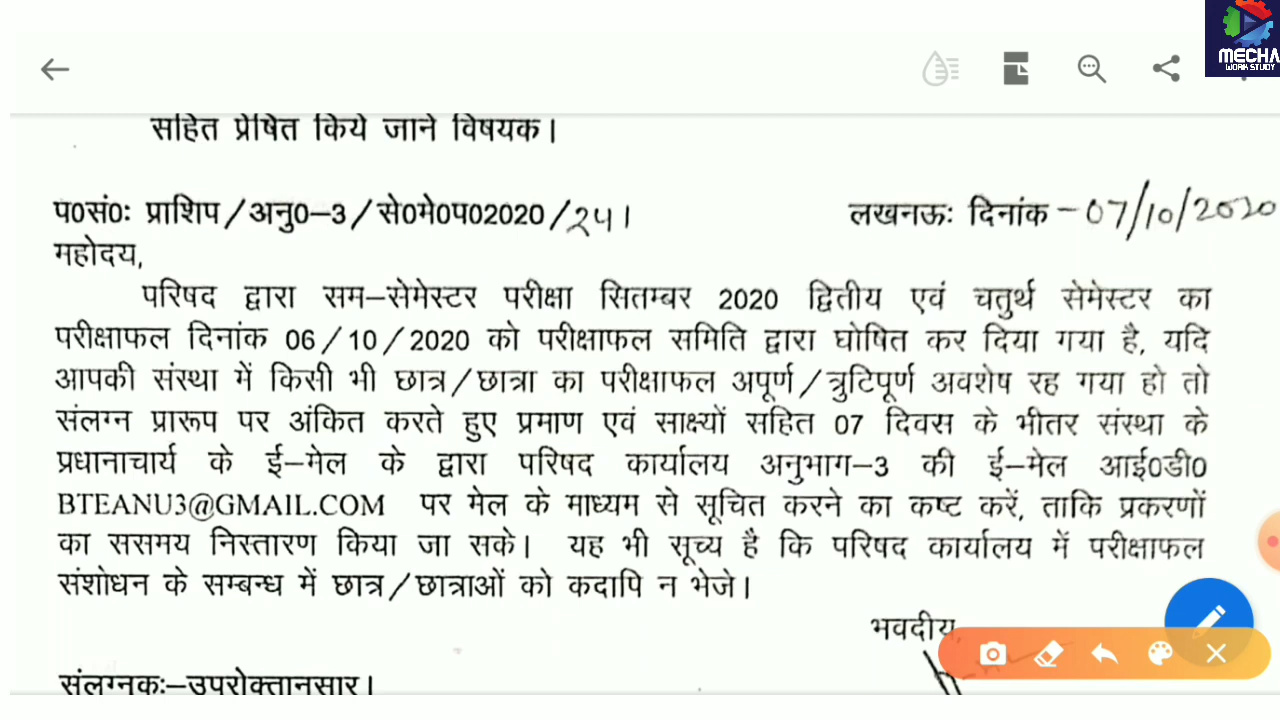 MECHA
WORK STUDY
सहित प्रेषित किये जाने विषयक।
प0सं0ः प्राशिप/अनु0-3/से0मे0प02020/241 लखनऊः दिनांक -07/10/2020
महोदय,
परिषद द्वारा सम-सेमेस्टर परीक्षा सितम्बर 2020 द्वितीय एवं चतुर्थ सेमेस्टर का
परीक्षाफल दिनांक 06/10/2020 को परीक्षाफल समिति द्वारा घोषित कर दिया गया है, यदि
आपकी संस्था में किसी भी छात्र/छात्रा का परीक्षाफल अपूर्ण/त्रुटिपूर्ण अवशेष रह गया हो तो
संलग्न प्रारूप पर अंकित करते हुए प्रमाण एवं साक्ष्यों सहित 07 दिवस के भीतर संस्था के
प्रधानाचार्य के ई-मेल के द्वारा परिषद कार्यालय अनुभाग-3 की ई-मेल आई0डी0
BTEANU3@GMAIL.COM पर मेल के माध्यम से सूचित करने का कष्ट करें, ताकि प्रकरणों
का ससमय निस्तारण किया जा सके। यह भी सूच्य है कि परिषद कार्यालय में परीक्षाफल
संशोधन के सम्बन्ध में छात्र/छात्राओं को कदापि न भेजे।
भवदीय,
संलग्नकः-उपरोक्तानुसार।